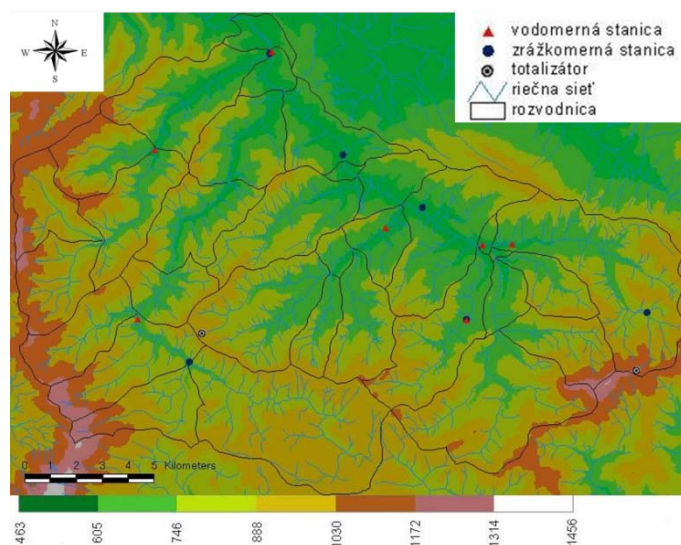 N
W E
S
vodomerná stanica
zrážkomerná stanica
totalizátor
riečna sieť
rozvodnica
0 1 2 3 4 5 Kilometers
463
605
746
888
1030
1172
1314
1456